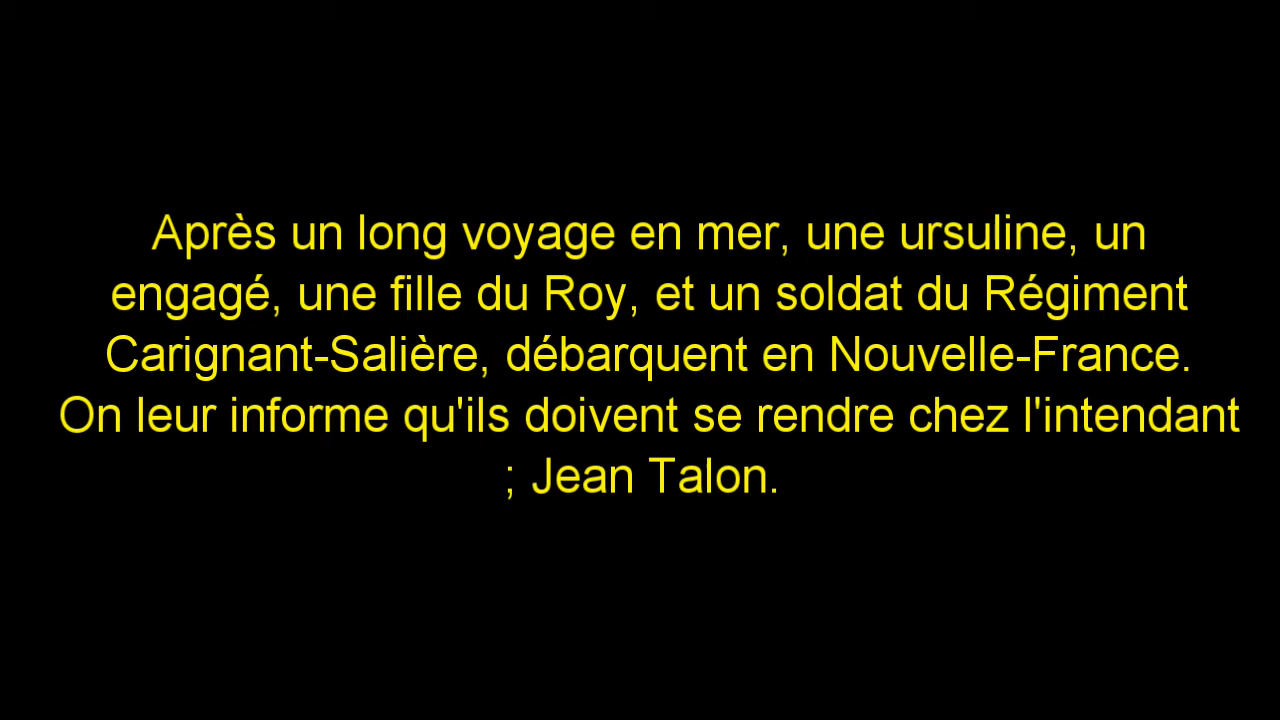 Après un long voyage en mer, une ursuline, un
engagé, une fille du Roy, et un soldat du Régiment
Carignant-Salière, débarquent en Nouvelle-France.
On leur informe qu'ils doivent se rendre chez l'intendant
; Jean Talon.